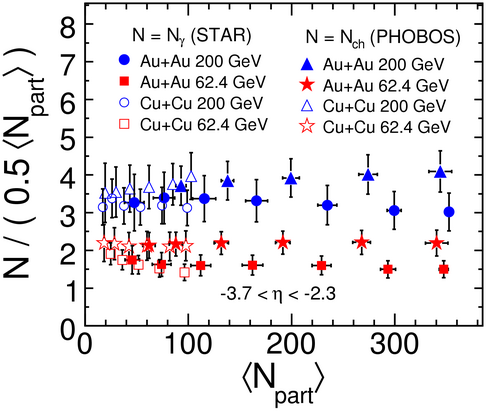 8
7
6
5
4
3
2
1
0
N / ( 0.5 ⟨N_part⟩ )
N = N_γ (STAR)
Au+Au 200 GeV
Au+Au 62.4 GeV
Cu+Cu 200 GeV
Cu+Cu 62.4 GeV
N = N_ch (PHOBOS)
Au+Au 200 GeV
Au+Au 62.4 GeV
Cu+Cu 200 GeV
Cu+Cu 62.4 GeV
-3.7 < η < -2.3
0 100 200 300
⟨N_part⟩